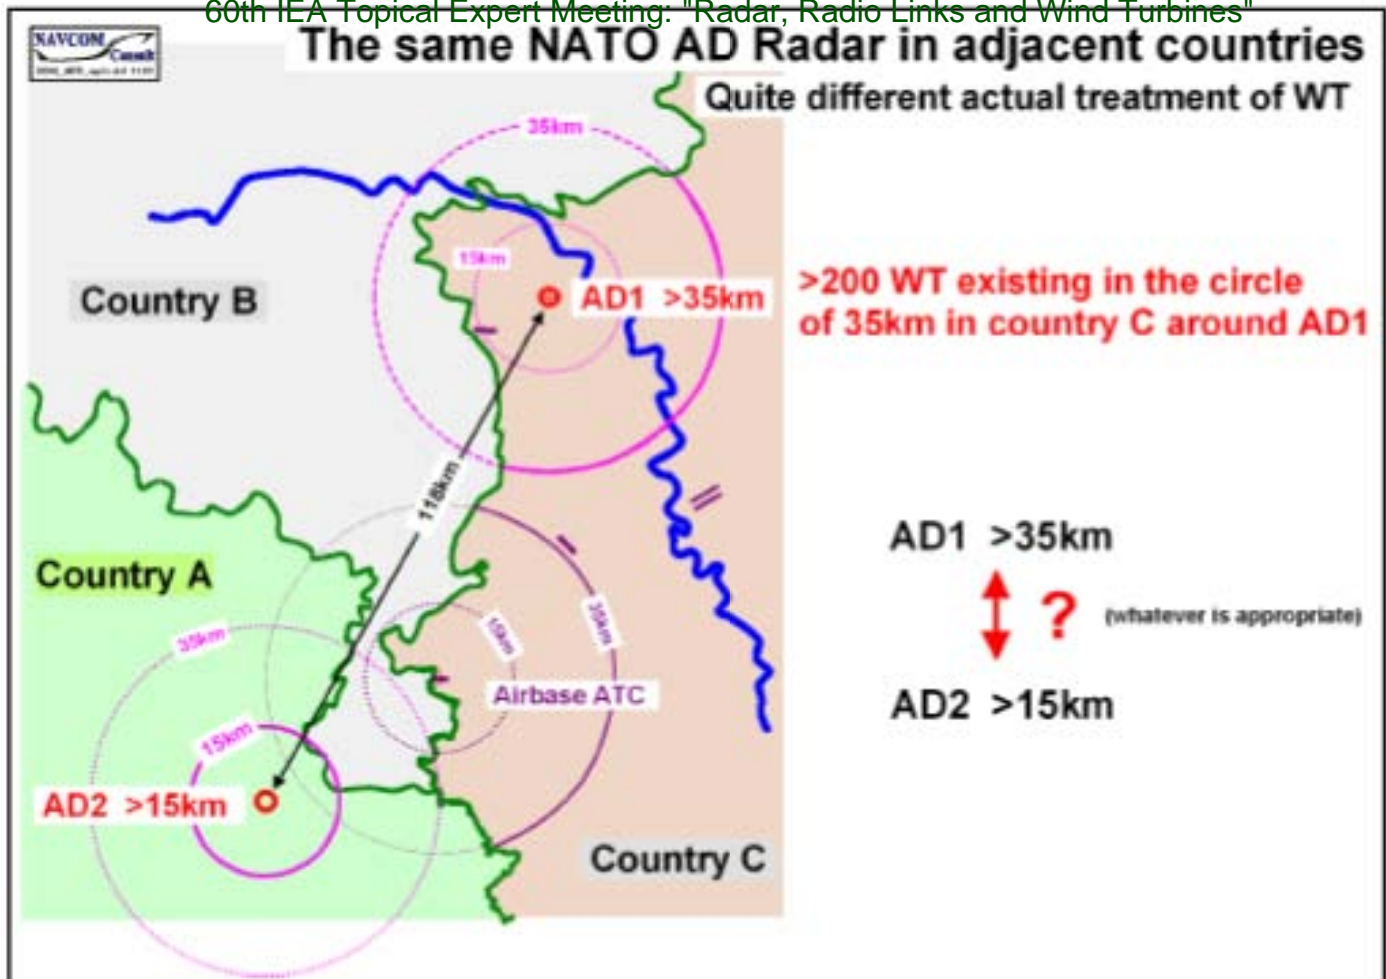 60th IEA Topical Expert Meeting: "Radar, Radio Links and Wind Turbines"
NAVCOM
Consult
The same NATO AD Radar in adjacent countries
Quite different actual treatment of WT
35km
15km
Country B
AD1 >35km
>200 WT existing in the circle
of 35km in country C around AD1
118km
Country A
35km
15km
35km
Airbase ATC
15km
AD2 >15km
Country C
AD1 >35km
?
(whatever is appropriate)
AD2 >15km